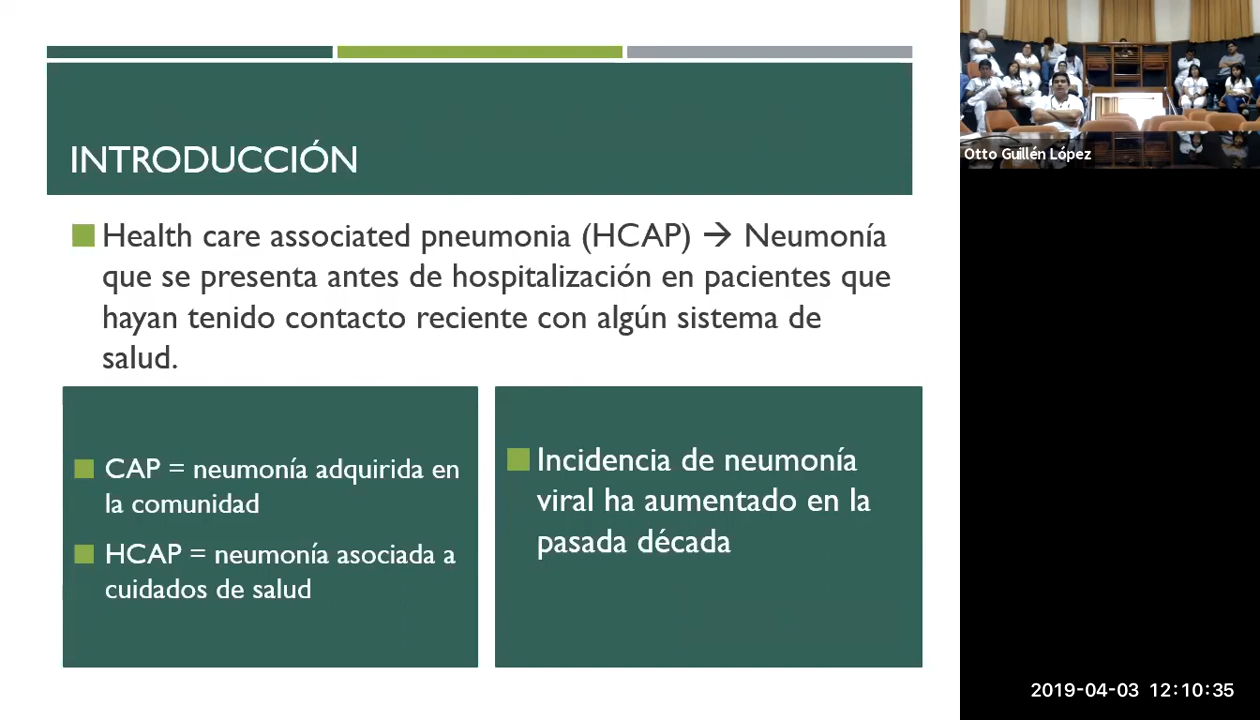 INTRODUCCIÓN
Health care associated pneumonia (HCAP) → Neumonía
que se presenta antes de hospitalización en pacientes que
hayan tenido contacto reciente con algún sistema de
salud.
CAP = neumonía adquirida en
la comunidad
HCAP = neumonía asociada a
cuidados de salud
Incidencia de neumonía
viral ha aumentado en la
pasada década
Otto Guillén López
2019-04-03 12:10:35